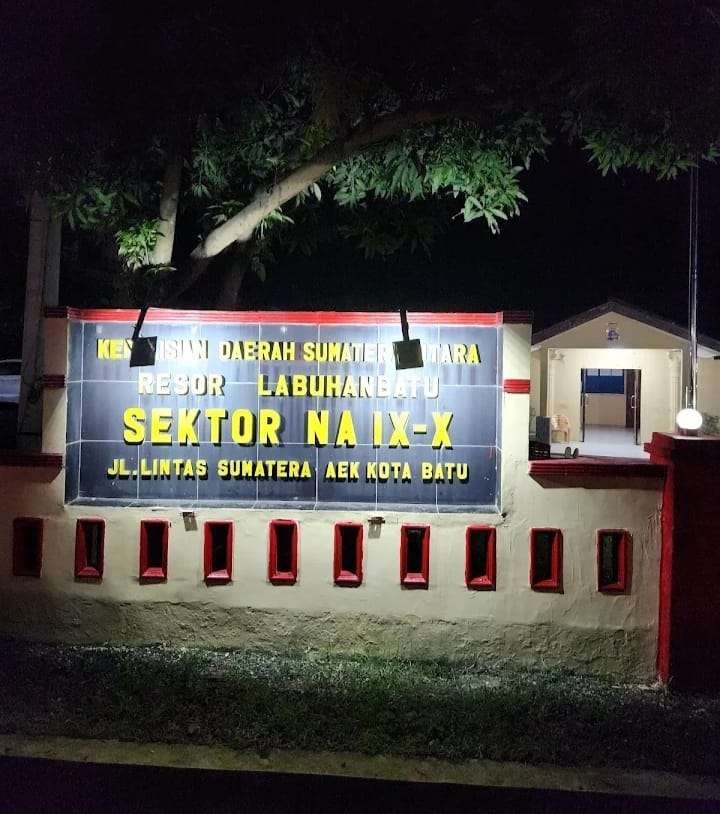 DAERAH
RESOR LABUHANBATU
SEKTOR NA IX-X
JL.LINTAS SUMATERA AEK KOTA BATU